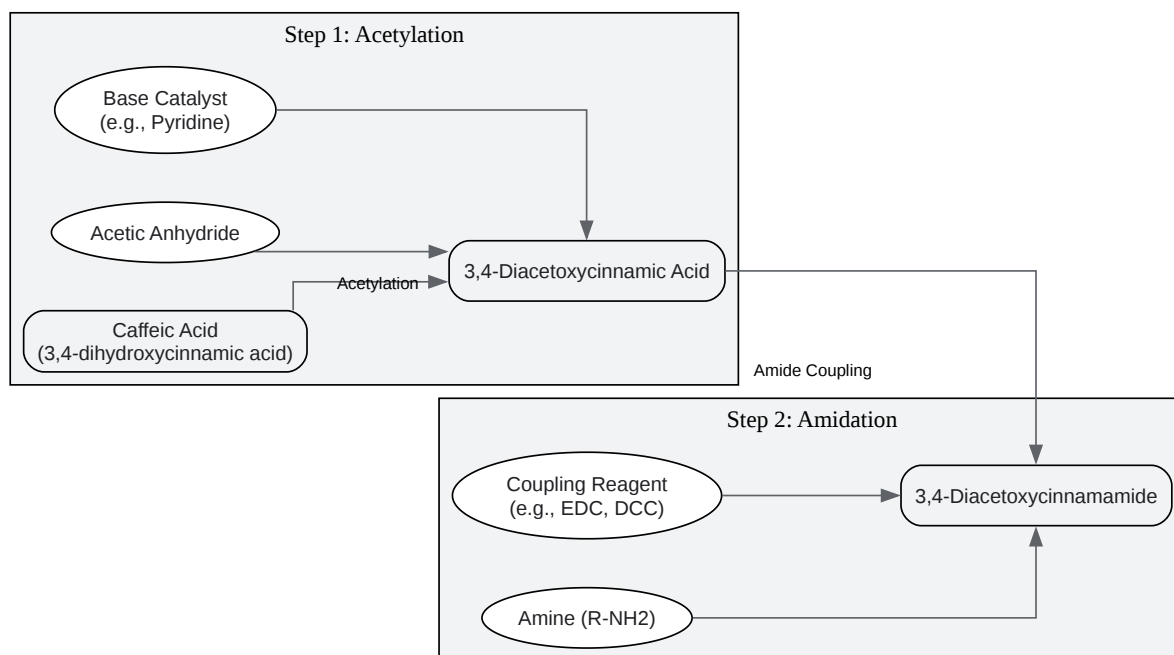 Step 1: Acetylation
Base Catalyst
(e.g., Pyridine)
Acetic Anhydride
3,4-Diacetoxycinnamic Acid
Acetylation
Caffeic Acid
(3,4-dihydroxycinnamic acid)
Amide Coupling
Step 2: Amidation
Coupling Reagent
(e.g., EDC, DCC)
3,4-Diacetoxycinnamamide
Amine (R-NH2)